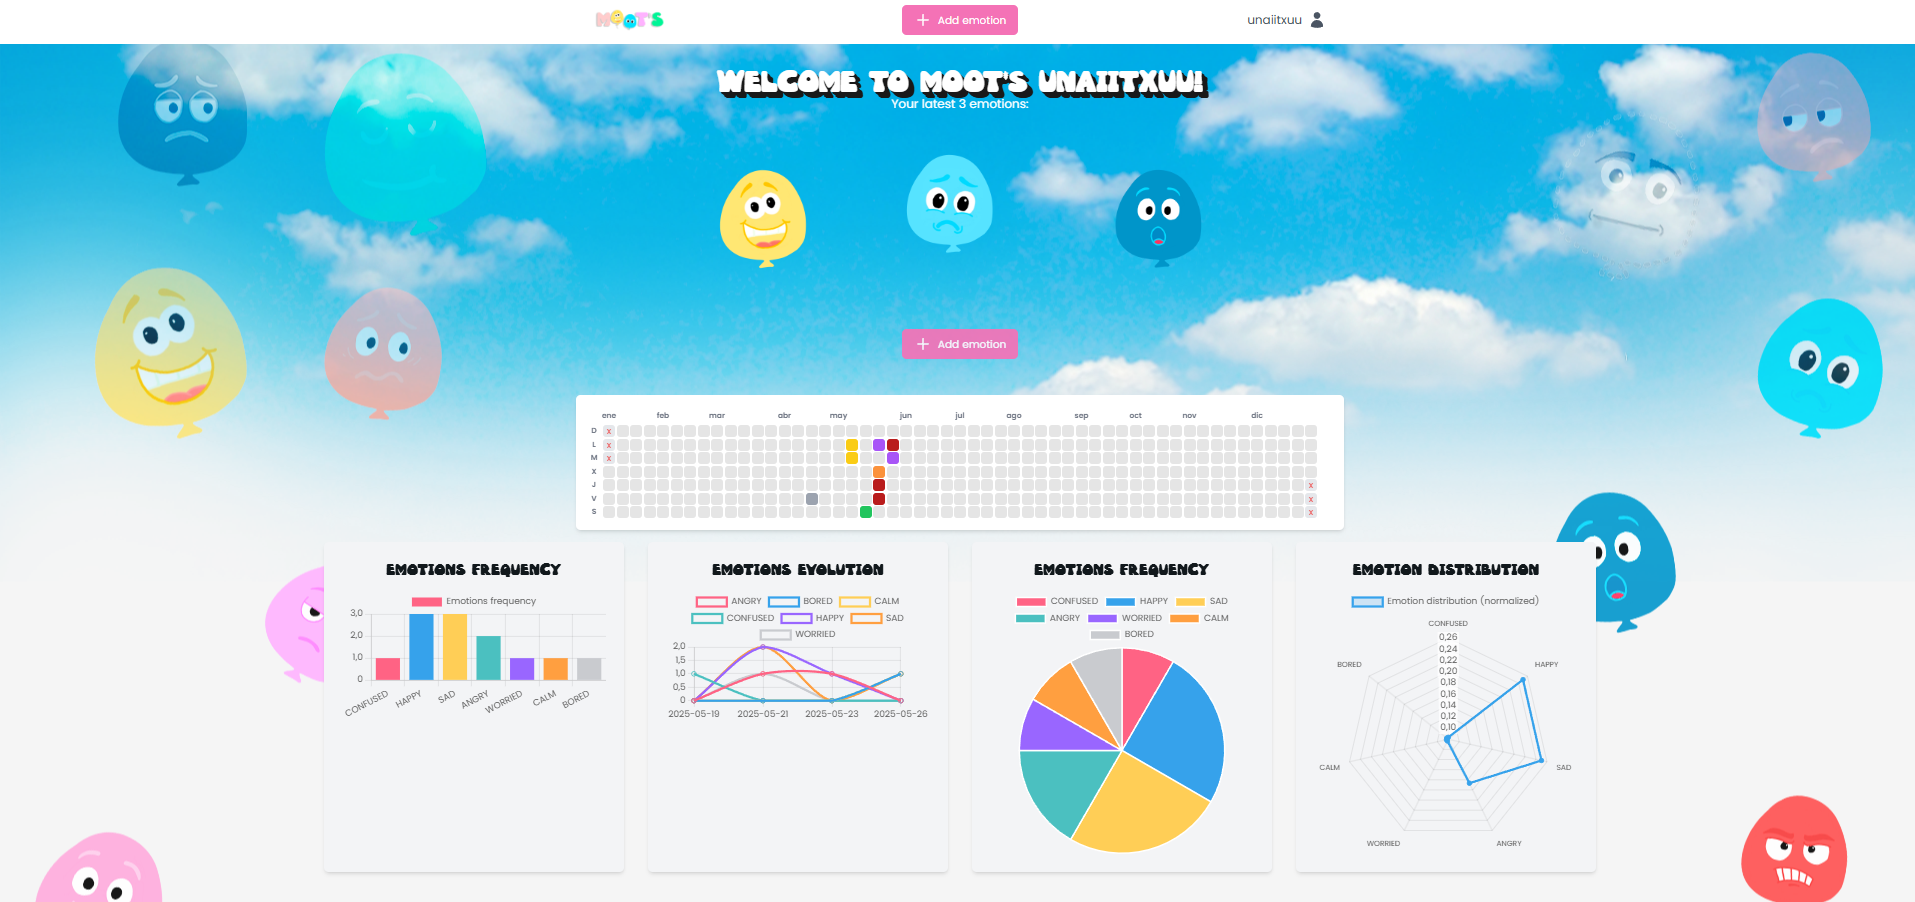 MOOT'S
+ Add emotion
unaiitxuu
WELCOME TO MOOT'S UNAIITXUU!
Your latest 3 emotions:
+ Add emotion
ene feb mar abr may jun jul ago sep oct nov dic
D x
L x
M x
X
J x
V x
S x
EMOTIONS FREQUENCY
Emotions frequency
3,0
2,0
1,0
0
CONFUSED HAPPY SAD ANGRY WORRIED CALM BORED
EMOTIONS EVOLUTION
ANGRY BORED CALM
CONFUSED HAPPY SAD
WORRIED
2,0
1,5
1,0
0,5
0
2025-05-19 2025-05-21 2025-05-23 2025-05-26
EMOTIONS FREQUENCY
CONFUSED HAPPY SAD
ANGRY WORRIED CALM
BORED
EMOTION DISTRIBUTION
Emotion distribution (normalized)
CONFUSED
0,26
0,24
0,22
0,20
0,18
0,16
0,14
0,12
0,10
BORED HAPPY
CALM SAD
WORRIED ANGRY